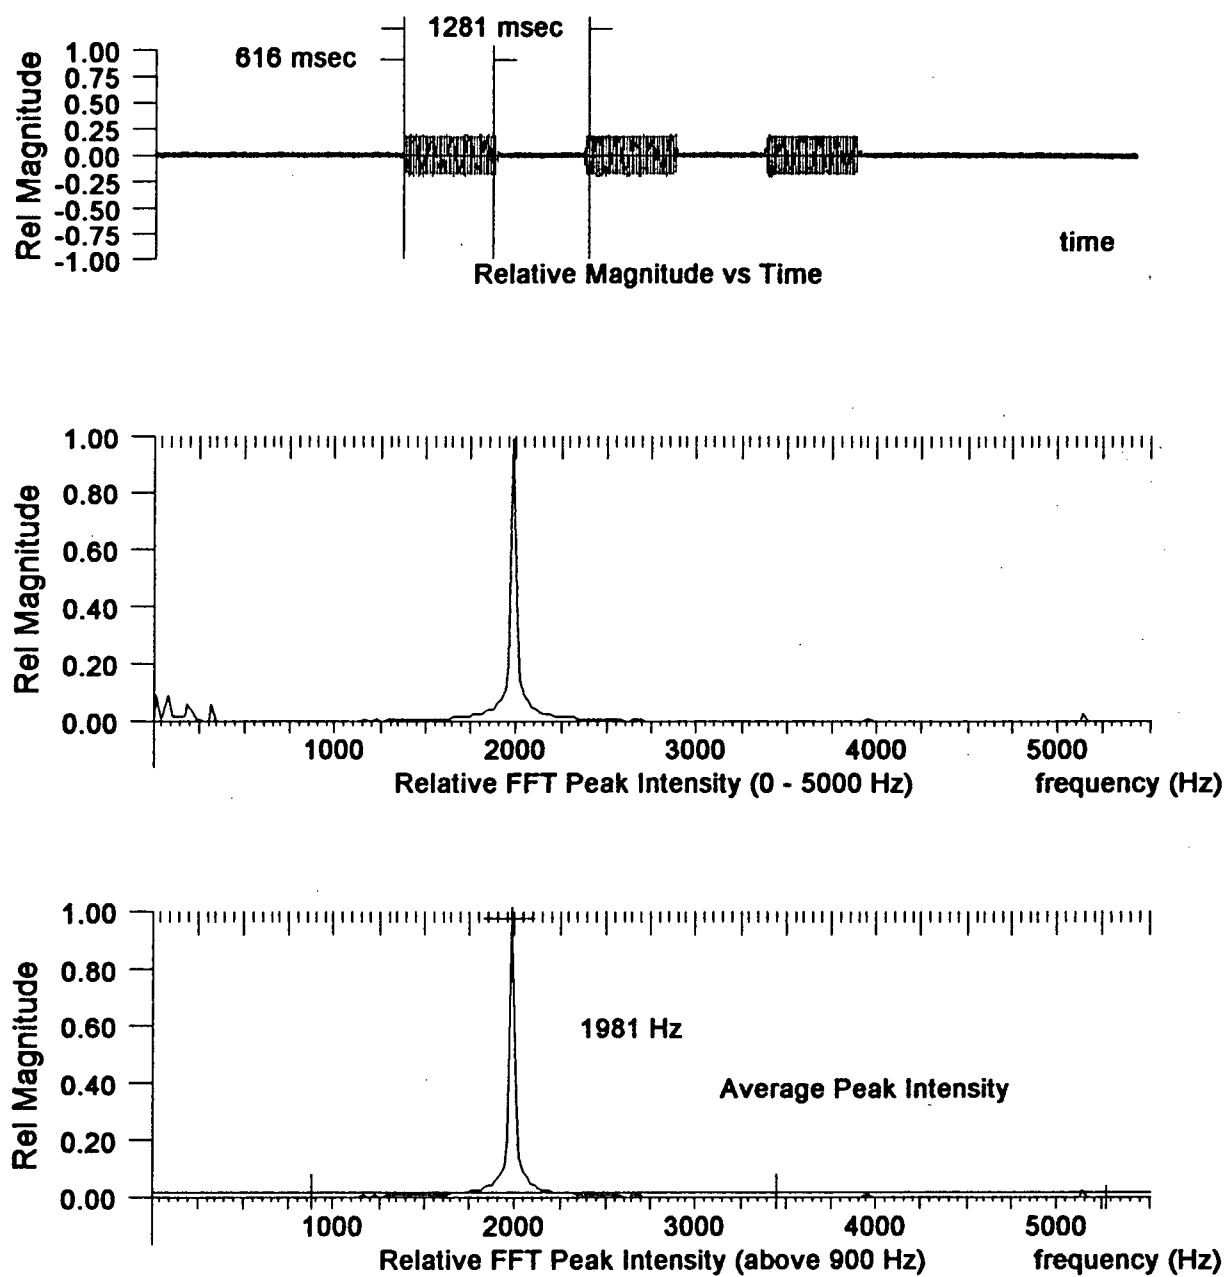 1281 msec
616 msec
Rel Magnitude
1.00
0.75
0.50
0.25
0.00
-0.25
-0.50
-0.75
-1.00
time
Relative Magnitude vs Time
Rel Magnitude
1.00
0.80
0.60
0.40
0.20
0.00
1000 2000 3000 4000 5000
Relative FFT Peak Intensity (0 - 5000 Hz) frequency (Hz)
Rel Magnitude
1.00
0.80
0.60
0.40
0.20
0.00
1981 Hz
Average Peak Intensity
1000 2000 3000 4000 5000
Relative FFT Peak Intensity (above 900 Hz) frequency (Hz)